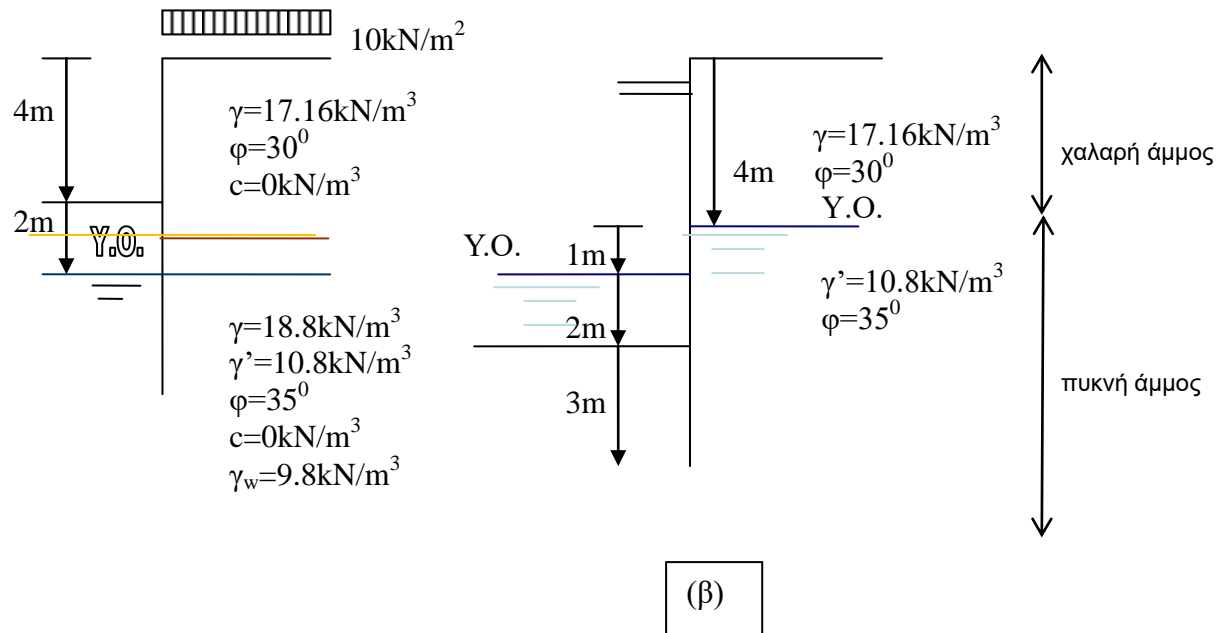 10kN/m²
4m
γ=17.16kN/m³
φ=30⁰
c=0kN/m³
2m
Υ.Ο.
γ=18.8kN/m³
γ’=10.8kN/m³
φ=35⁰
c=0kN/m³
γw=9.8kN/m³
4m
γ=17.16kN/m³
φ=30⁰
Υ.Ο.
Υ.Ο.
1m
2m
3m
γ’=10.8kN/m³
φ=35⁰
χαλαρή άμμος
πυκνή άμμος
(β)